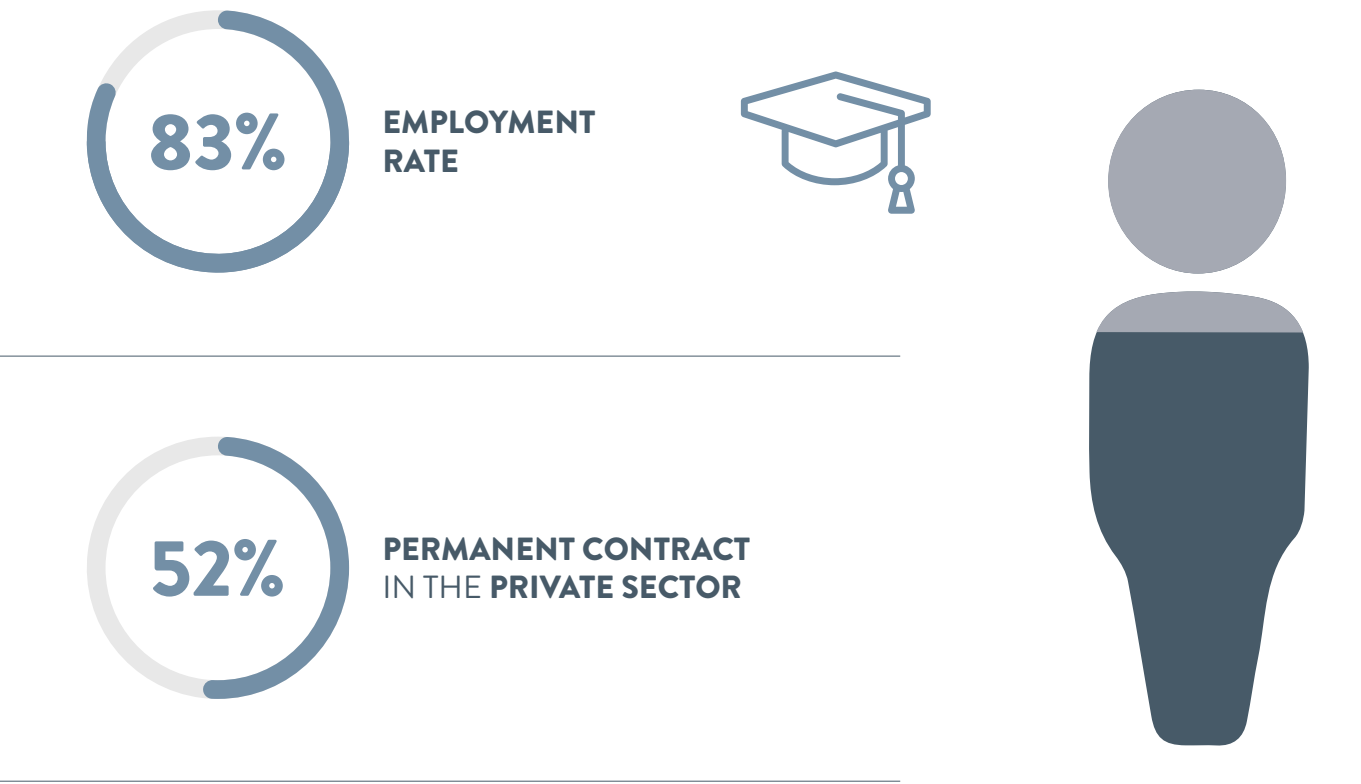 83%
EMPLOYMENT
RATE
52%
PERMANENT CONTRACT
IN THE PRIVATE SECTOR